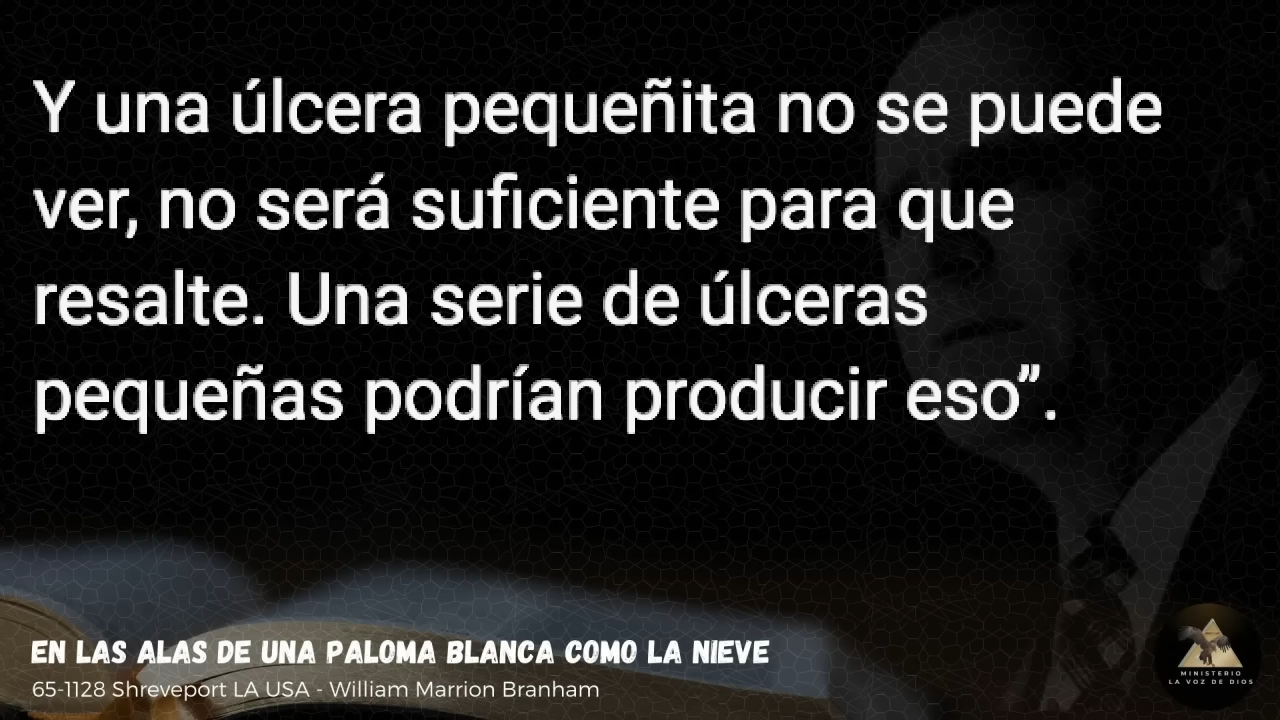 Y una úlcera pequeñita no se puede
ver, no será suficiente para que
resalte. Una serie de úlceras
pequeñas podrían producir eso”.
EN LAS ALAS DE UNA PALOMA BLANCA COMO LA NIEVE
65-1128 Shreveport LA USA - William Marrion Branham
MINISTERIO
LA VOZ DE DIOS